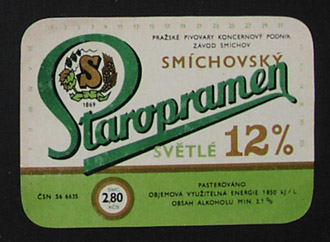 PRAŽSKÉ PIVOVARY KONCERNOVÝ PODNIK
ZÁVOD SMÍCHOV
SMÍCHOVSKÝ
S
1869
Staropramen
SVĚTLÉ 12%
PASTEROVÁNO
ČSN 56 6635
2,80
KČS
OBJEMOVÁ VYUŽITELNÁ ENERGIE 1850 kJ/L
OBSAH ALKOHOLU MIN. 3,1%